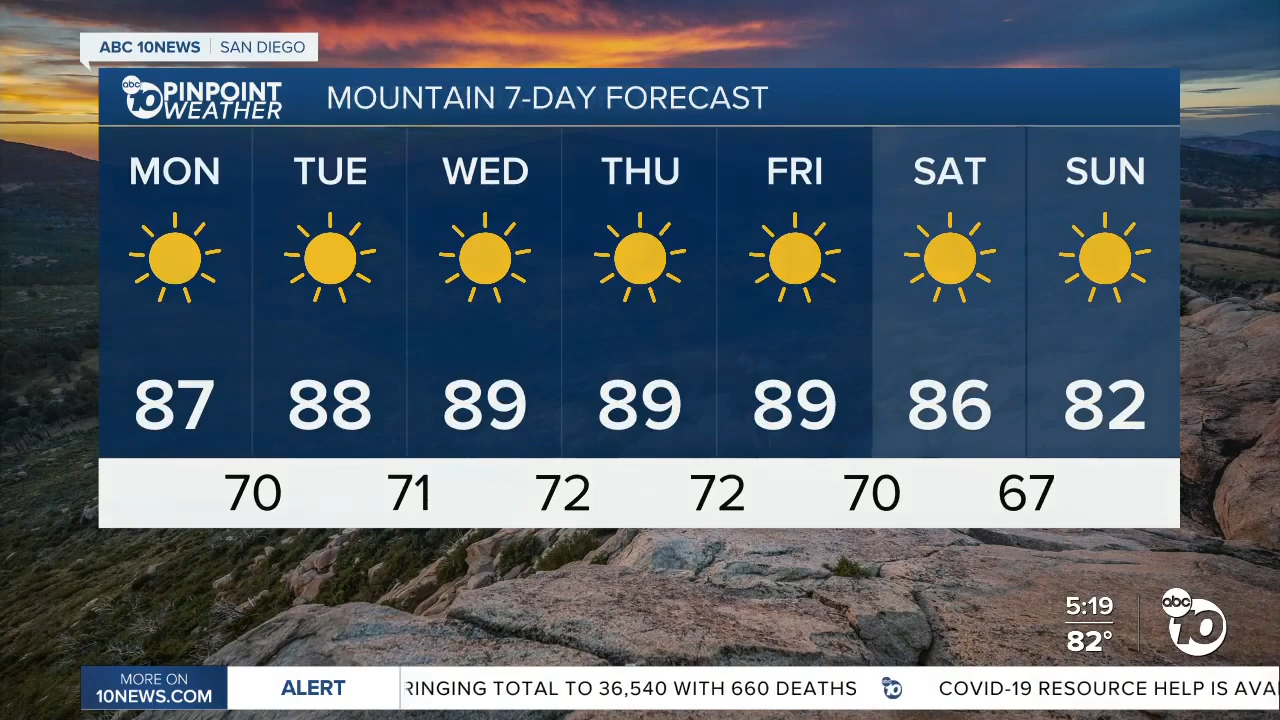 ABC 10NEWS | SAN DIEGO
abc 10 PINPOINT WEATHER
MOUNTAIN 7-DAY FORECAST
MON TUE WED THU FRI SAT SUN
87 88 89 89 89 86 82
70 71 72 72 70 67
5:19
82°
abc 10
MORE ON
10NEWS.COM
ALERT
RINGING TOTAL TO 36,540 WITH 660 DEATHS abc 10 COVID-19 RESOURCE HELP IS AVA